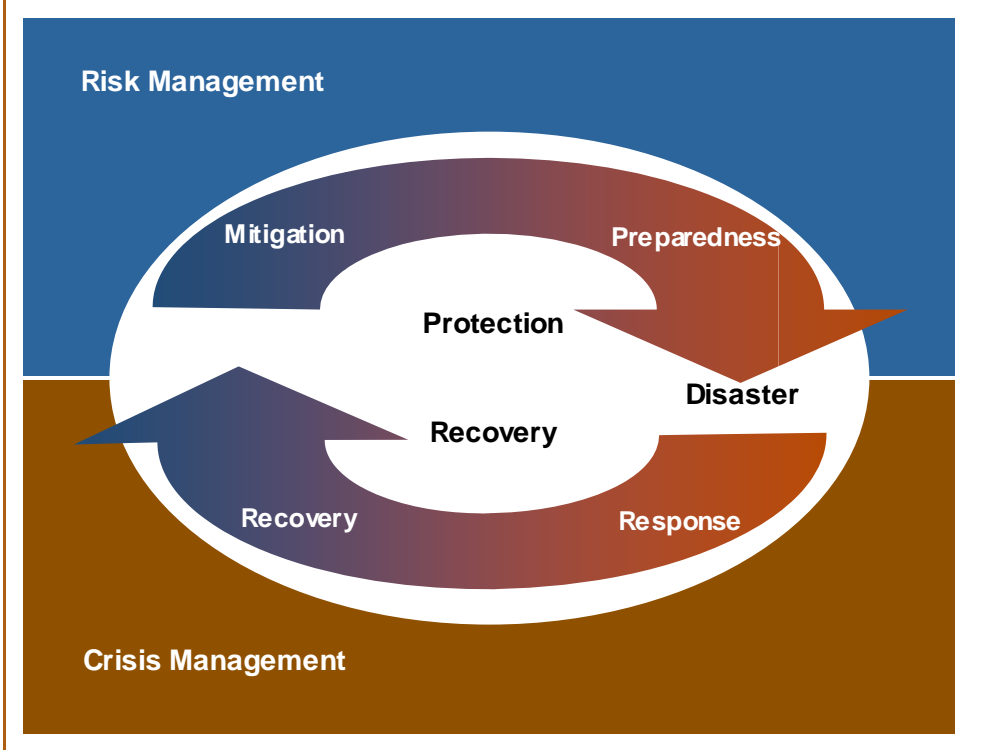 Risk Management
Mitigation
Preparedness
Protection
Disaster
Recovery
Recovery
Response
Crisis Management